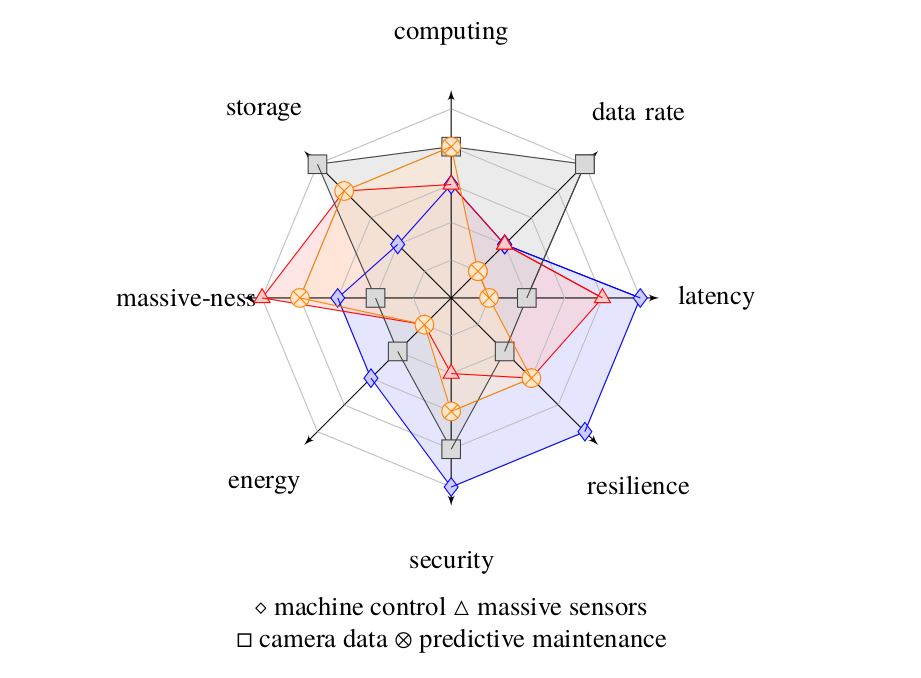 computing
storage
data rate
massive-ness
latency
energy
resilience
security
⋄ machine control △ massive sensors
□ camera data ⊗ predictive maintenance